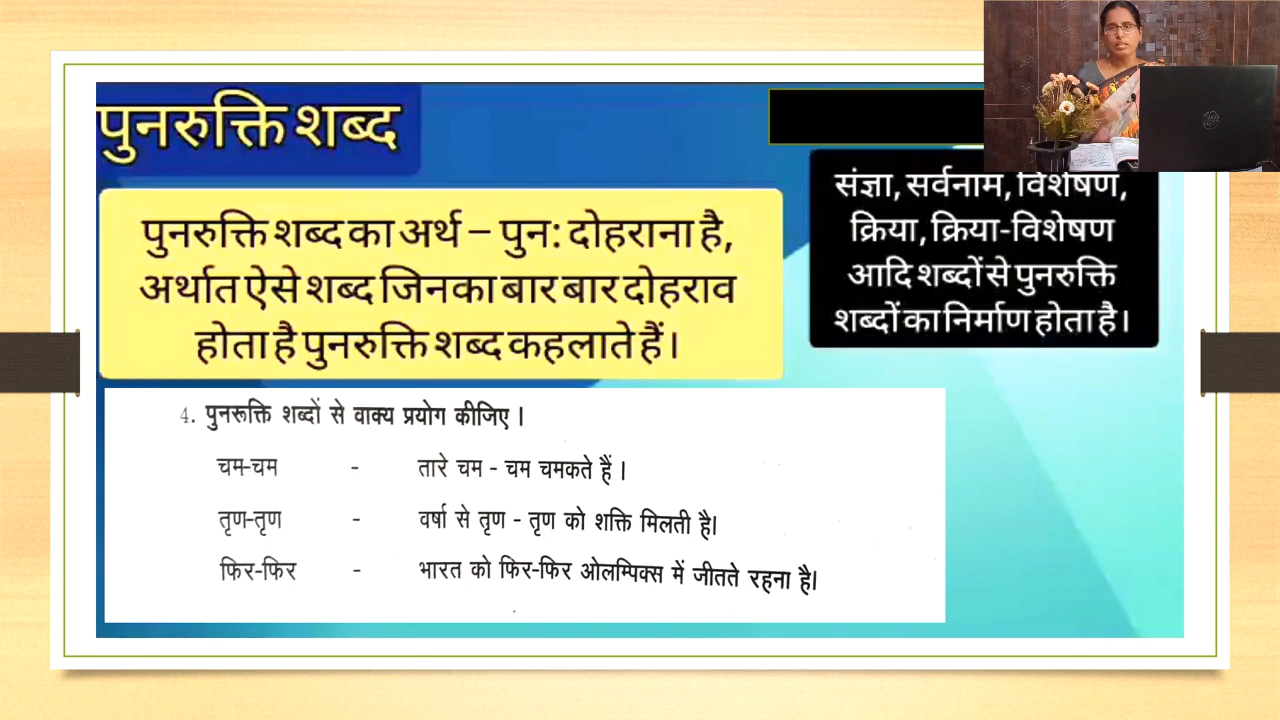 पुनरुक्ति शब्द
पुनरुक्ति शब्द का अर्थ – पुन: दोहराना है,
अर्थात ऐसे शब्द जिनका बार बार दोहराव
होता है पुनरुक्ति शब्द कहलाते हैं।
संज्ञा, सर्वनाम, विशेषण,
क्रिया, क्रिया-विशेषण
आदि शब्दों से पुनरुक्ति
शब्दों का निर्माण होता है।
4. पुनरूक्ति शब्दों से वाक्य प्रयोग कीजिए ।
चम-चम - तारे चम - चम चमकते हैं ।
तृण-तृण - वर्षा से तृण - तृण को शक्ति मिलती है।
फिर-फिर - भारत को फिर-फिर ओलम्पिक्स में जीतते रहना है।